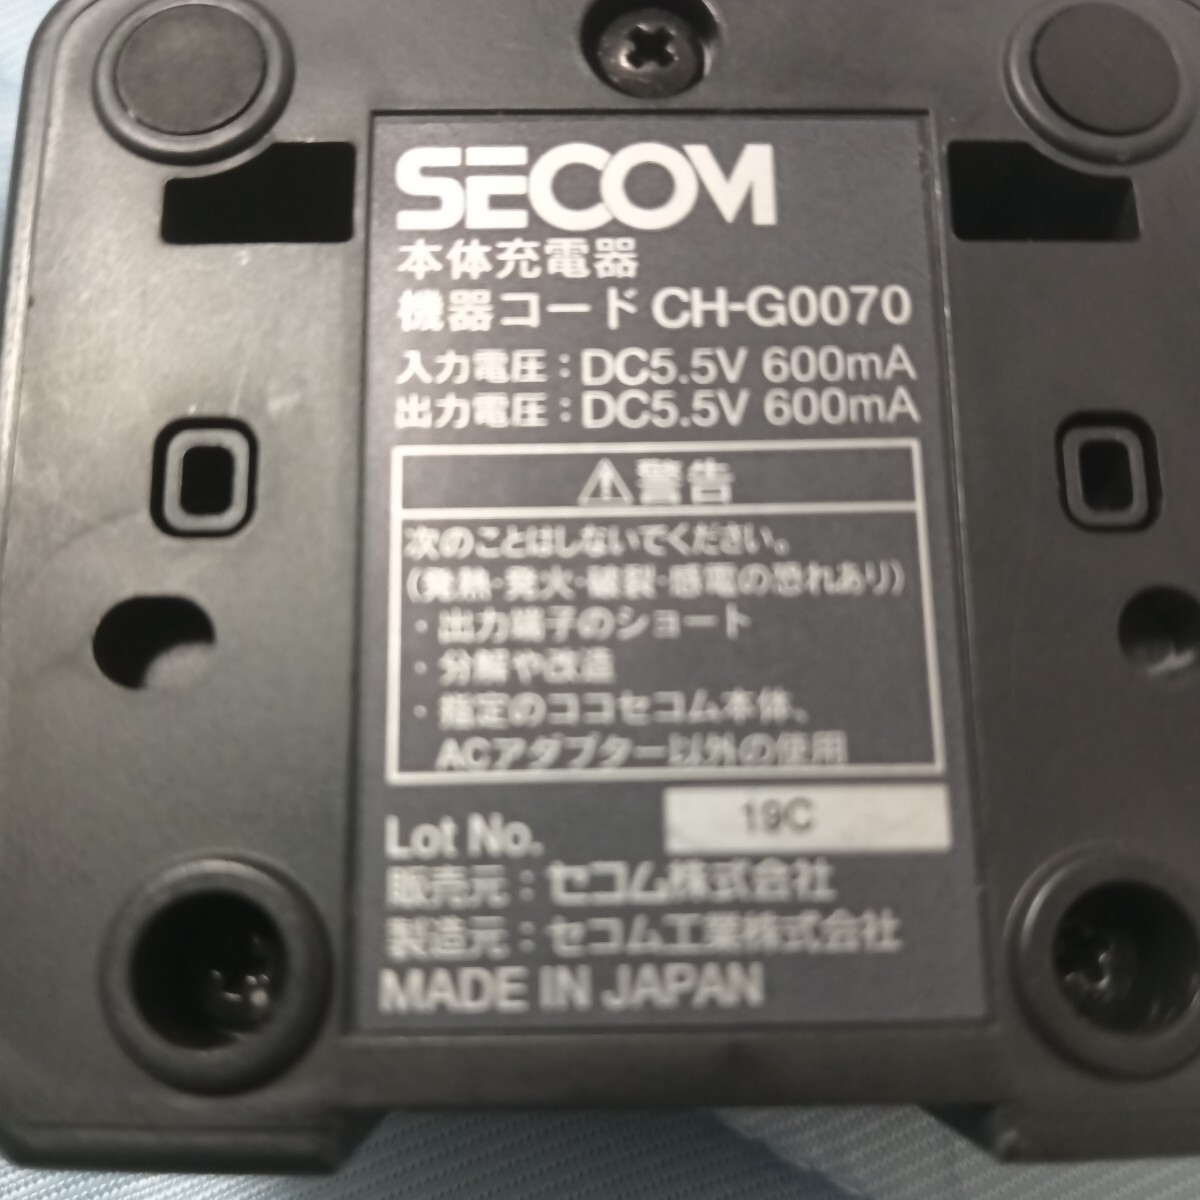 SECOM
本体充電器
機器コード CH-G0070
入力電圧：DC5.5V 600mA
出力電圧：DC5.5V 600mA
⚠警告
次のことはしないでください。
（発熱・発火・破裂・感電の恐れあり）
・出力端子のショート
・分解や改造
・指定のココセコム本体、
ACアダプター以外の使用
Lot No. 19C
販売元：セコム株式会社
製造元：セコム工業株式会社
MADE IN JAPAN